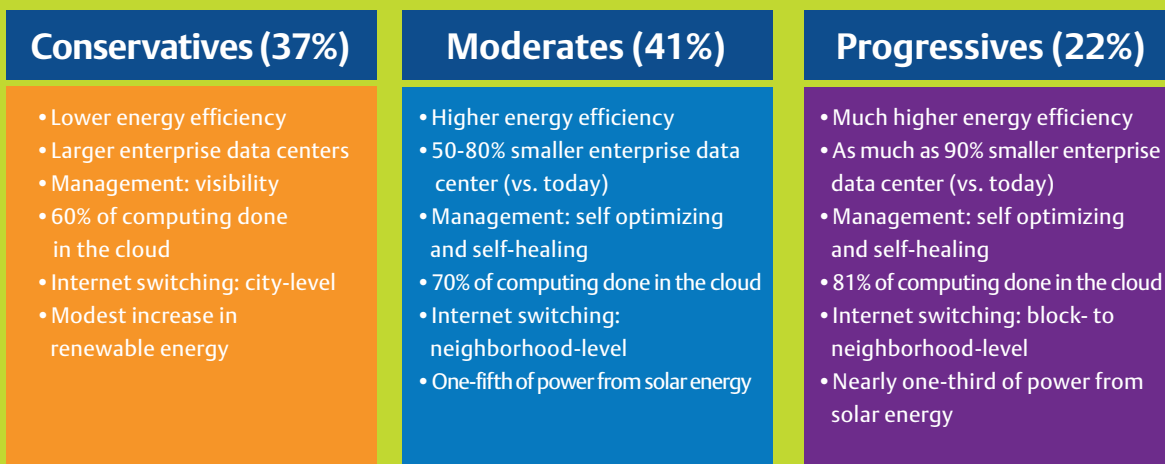 Conservatives (37%)
• Lower energy efficiency
• Larger enterprise data centers
• Management: visibility
• 60% of computing done
in the cloud
• Internet switching: city-level
• Modest increase in
renewable energy
Moderates (41%)
• Higher energy efficiency
• 50-80% smaller enterprise data
center (vs. today)
• Management: self optimizing
and self-healing
• 70% of computing done in the cloud
• Internet switching:
neighborhood-level
• One-fifth of power from solar energy
Progressives (22%)
• Much higher energy efficiency
• As much as 90% smaller enterprise
data center (vs. today)
• Management: self optimizing
and self-healing
• 81% of computing done in the cloud
• Internet switching: block- to
neighborhood-level
• Nearly one-third of power from
solar energy